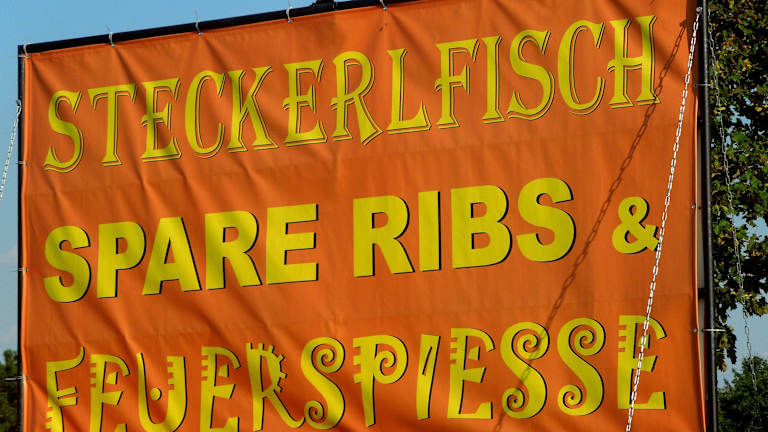 STECKERLFISCH
SPARE RIBS &
FEUERSPIESSE